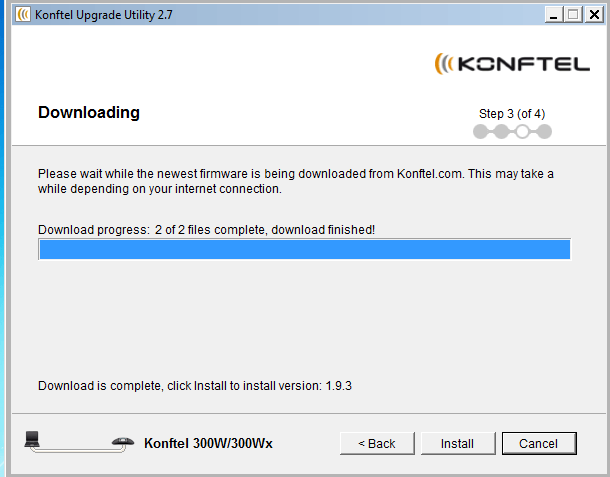 Konftel Upgrade Utility 2.7
KONFTEL
Downloading
Step 3 (of 4)
Please wait while the newest firmware is being downloaded from Konftel.com. This may take a
while depending on your internet connection.
Download progress: 2 of 2 files complete, download finished!
Download is complete, click Install to install version: 1.9.3
Konftel 300W/300Wx
< Back
Install
Cancel